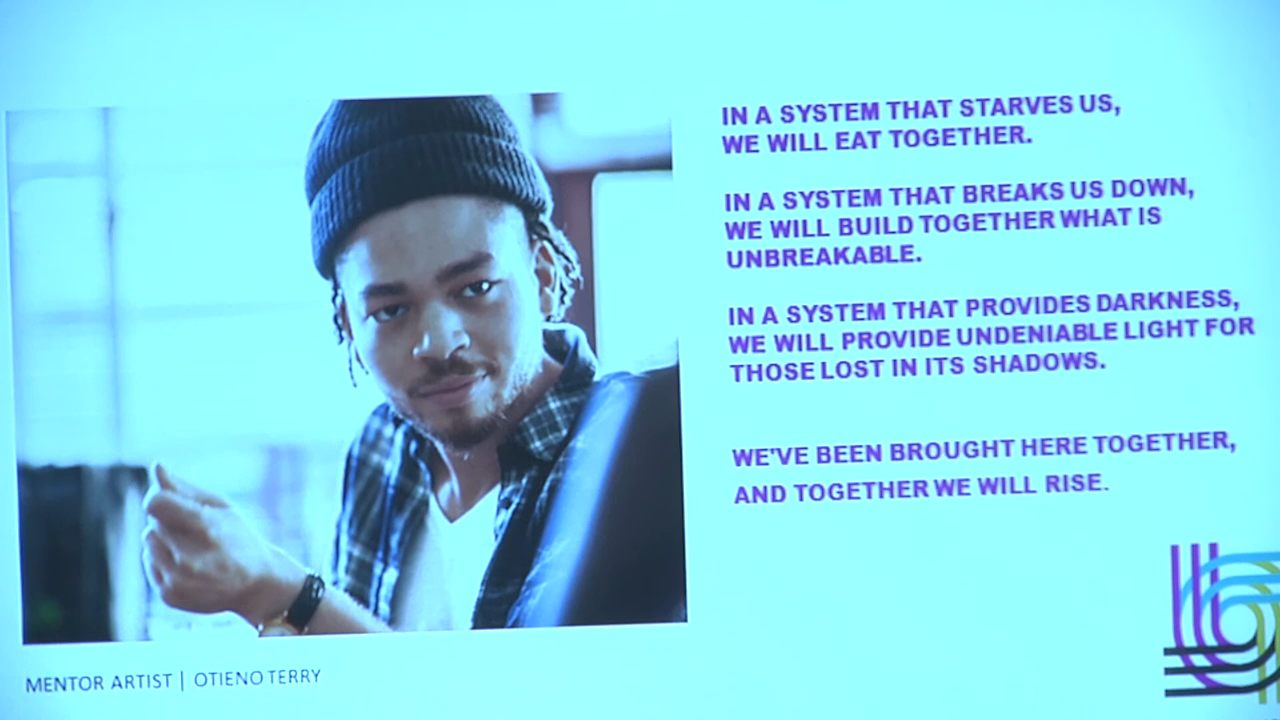 IN A SYSTEM THAT STARVES US,
WE WILL EAT TOGETHER.
IN A SYSTEM THAT BREAKS US DOWN,
WE WILL BUILD TOGETHER WHAT IS
UNBREAKABLE.
IN A SYSTEM THAT PROVIDES DARKNESS,
WE WILL PROVIDE UNDENIABLE LIGHT FOR
THOSE LOST IN ITS SHADOWS.
WE'VE BEEN BROUGHT HERE TOGETHER,
AND TOGETHER WE WILL RISE.
MENTOR ARTIST | OTIENO TERRY